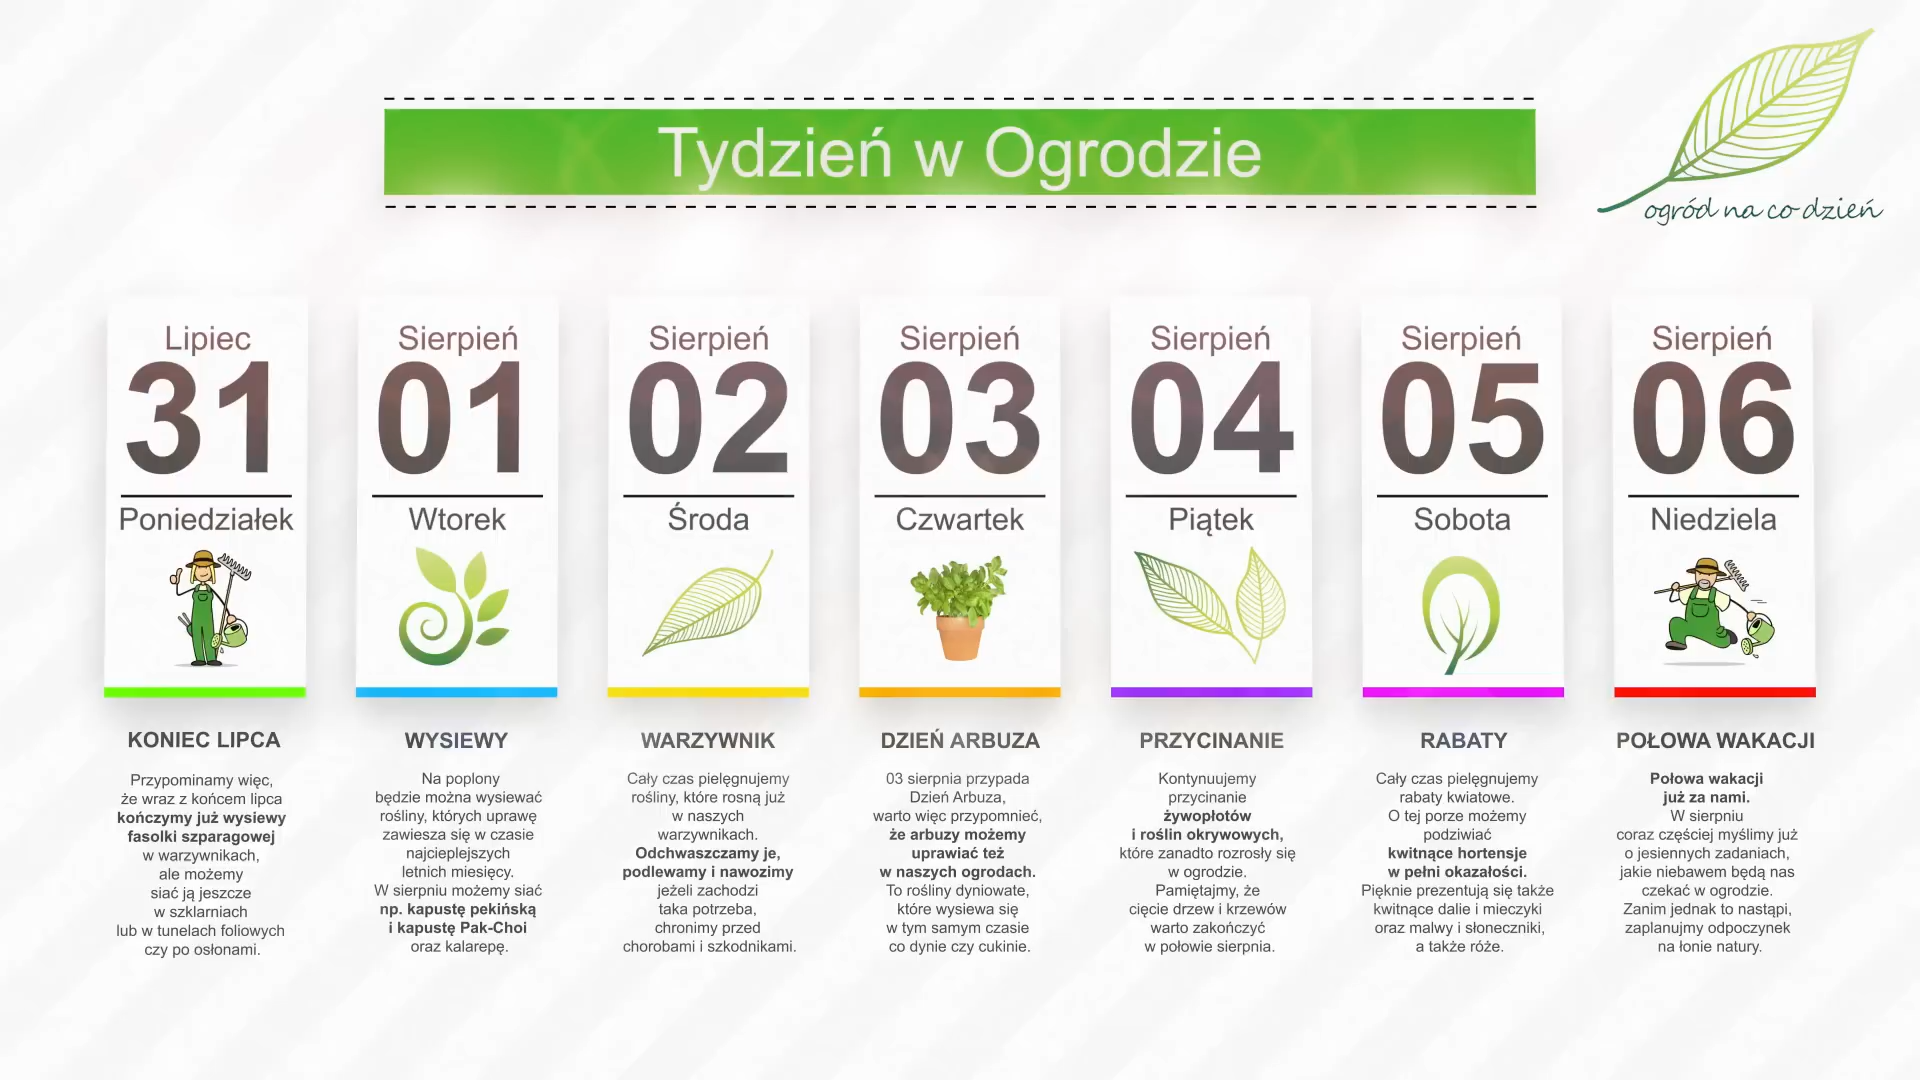 Tydzień w Ogrodzie
ogród na co dzień
Lipiec
31
Poniedziałek
KONIEC LIPCA
Przypominamy więc,
że wraz z końcem lipca
kończymy już wysiewy
fasolki szparagowej
w warzywnikach,
ale możemy
siać ją jeszcze
w szklarniach
lub w tunelach foliowych
czy po osłonami.
Sierpień
01
Wtorek
WYSIEWY
Na poplony
będzie można wysiewać
rośliny, których uprawę
zawiesza się w czasie
najcieplejszych
letnich miesięcy.
W sierpniu możemy siać
np. kapustę pekińską
i kapustę Pak-Choi
oraz kalarepę.
Sierpień
02
Środa
WARZYWNIK
Cały czas pielęgnujemy
rośliny, które rosną już
w naszych
warzywnikach.
Odchwaszczamy je,
podlewamy i nawozimy
jeżeli zachodzi
taka potrzeba,
chronimy przed
chorobami i szkodnikami.
Sierpień
03
Czwartek
DZIEŃ ARBUZA
03 sierpnia przypada
Dzień Arbuza,
warto więc przypomnieć,
że arbuzy możemy
uprawiać też
w naszych ogrodach.
To rośliny dyniowate,
które wysiewa się
w tym samym czasie
co dynie czy cukinie.
Sierpień
04
Piątek
PRZYCINANIE
Kontynuujemy
przycinanie
żywopłotów
i roślin okrywowych,
które zanadto rozrosły się
w ogrodzie.
Pamiętajmy, że
cięcie drzew i krzewów
warto zakończyć
w połowie sierpnia.
Sierpień
05
Sobota
RABATY
Cały czas pielęgnujemy
rabaty kwiatowe.
O tej porze możemy
podziwiać
kwitnące hortensje
w pełni okazałości.
Pięknie prezentują się także
kwitnące dalie i mieczyki
oraz malwy i słoneczniki,
a także róże.
Sierpień
06
Niedziela
POŁOWA WAKACJI
Połowa wakacji
już za nami.
W sierpniu
coraz częściej myślimy już
o jesiennych zadaniach,
jakie niebawem będą nas
czekać w ogrodzie.
Zanim jednak to nastąpi,
zaplanujmy odpoczynek
na łonie natury.